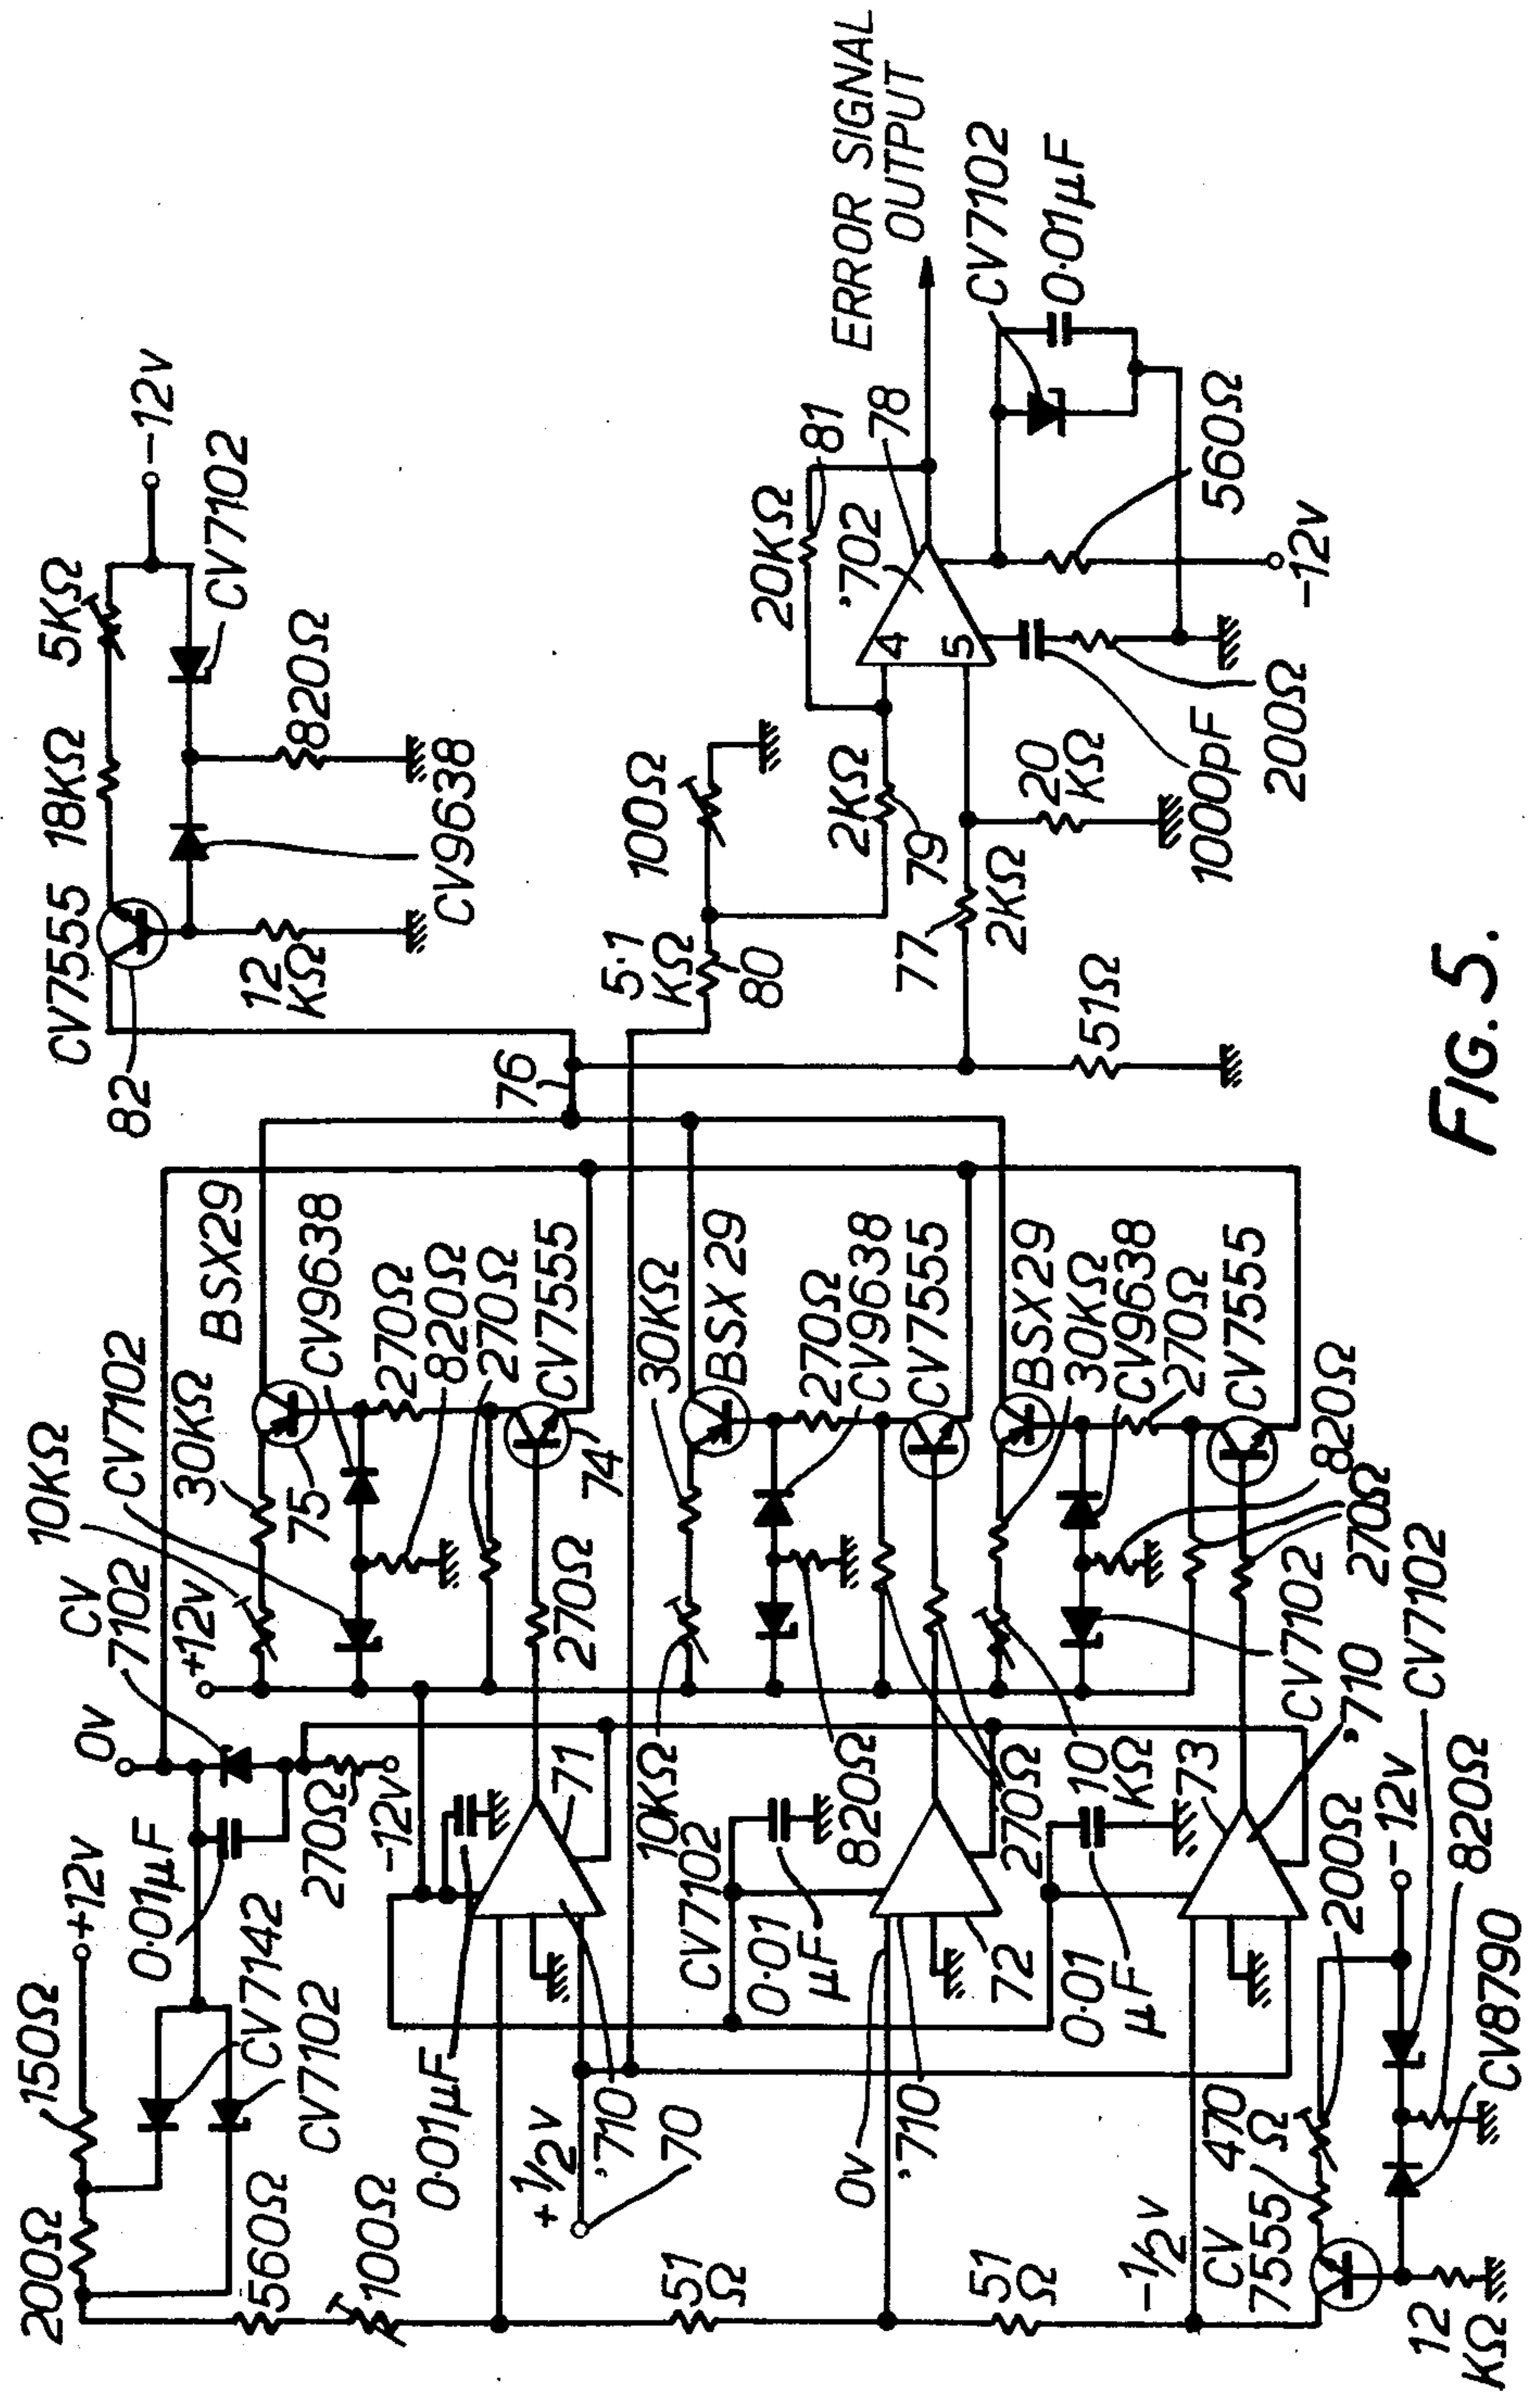 200Ω
150Ω
+12v
0v
CV
7102
10KΩ
CV7102
30KΩ
BSX29
82
CV7555
18KΩ
5KΩ
-12v
560Ω
CV7142
0·01μF
+12v
75
CV9638
12
KΩ
820Ω
CV7102
100Ω
CV7102
270Ω
-12v
270Ω
820Ω
270Ω
CV7555
CV9638
0·01μF
+½v
'710
70
71
270Ω
74
76
5·1
KΩ
80
100Ω
20KΩ
81
51
Ω
CV7102
10KΩ
30KΩ
BSX 29
2KΩ
79
'702
78
ERROR SIGNAL
OUTPUT
0v
'710
0·01
μF
72
820Ω
270Ω
CV9638
CV7555
77
2KΩ
4
5
20
KΩ
CV7102
0·01μF
51
Ω
0·01
μF
270Ω
10
KΩ
BSX29
30KΩ
CV9638
270Ω
CV7555
51Ω
1000pF
200Ω
560Ω
-12v
-½v
470
Ω
CV
7555
73
200Ω
'710
CV7102
270Ω
820Ω
CV7102
-12v
820Ω
CV8790
12
KΩ
FIG. 5.